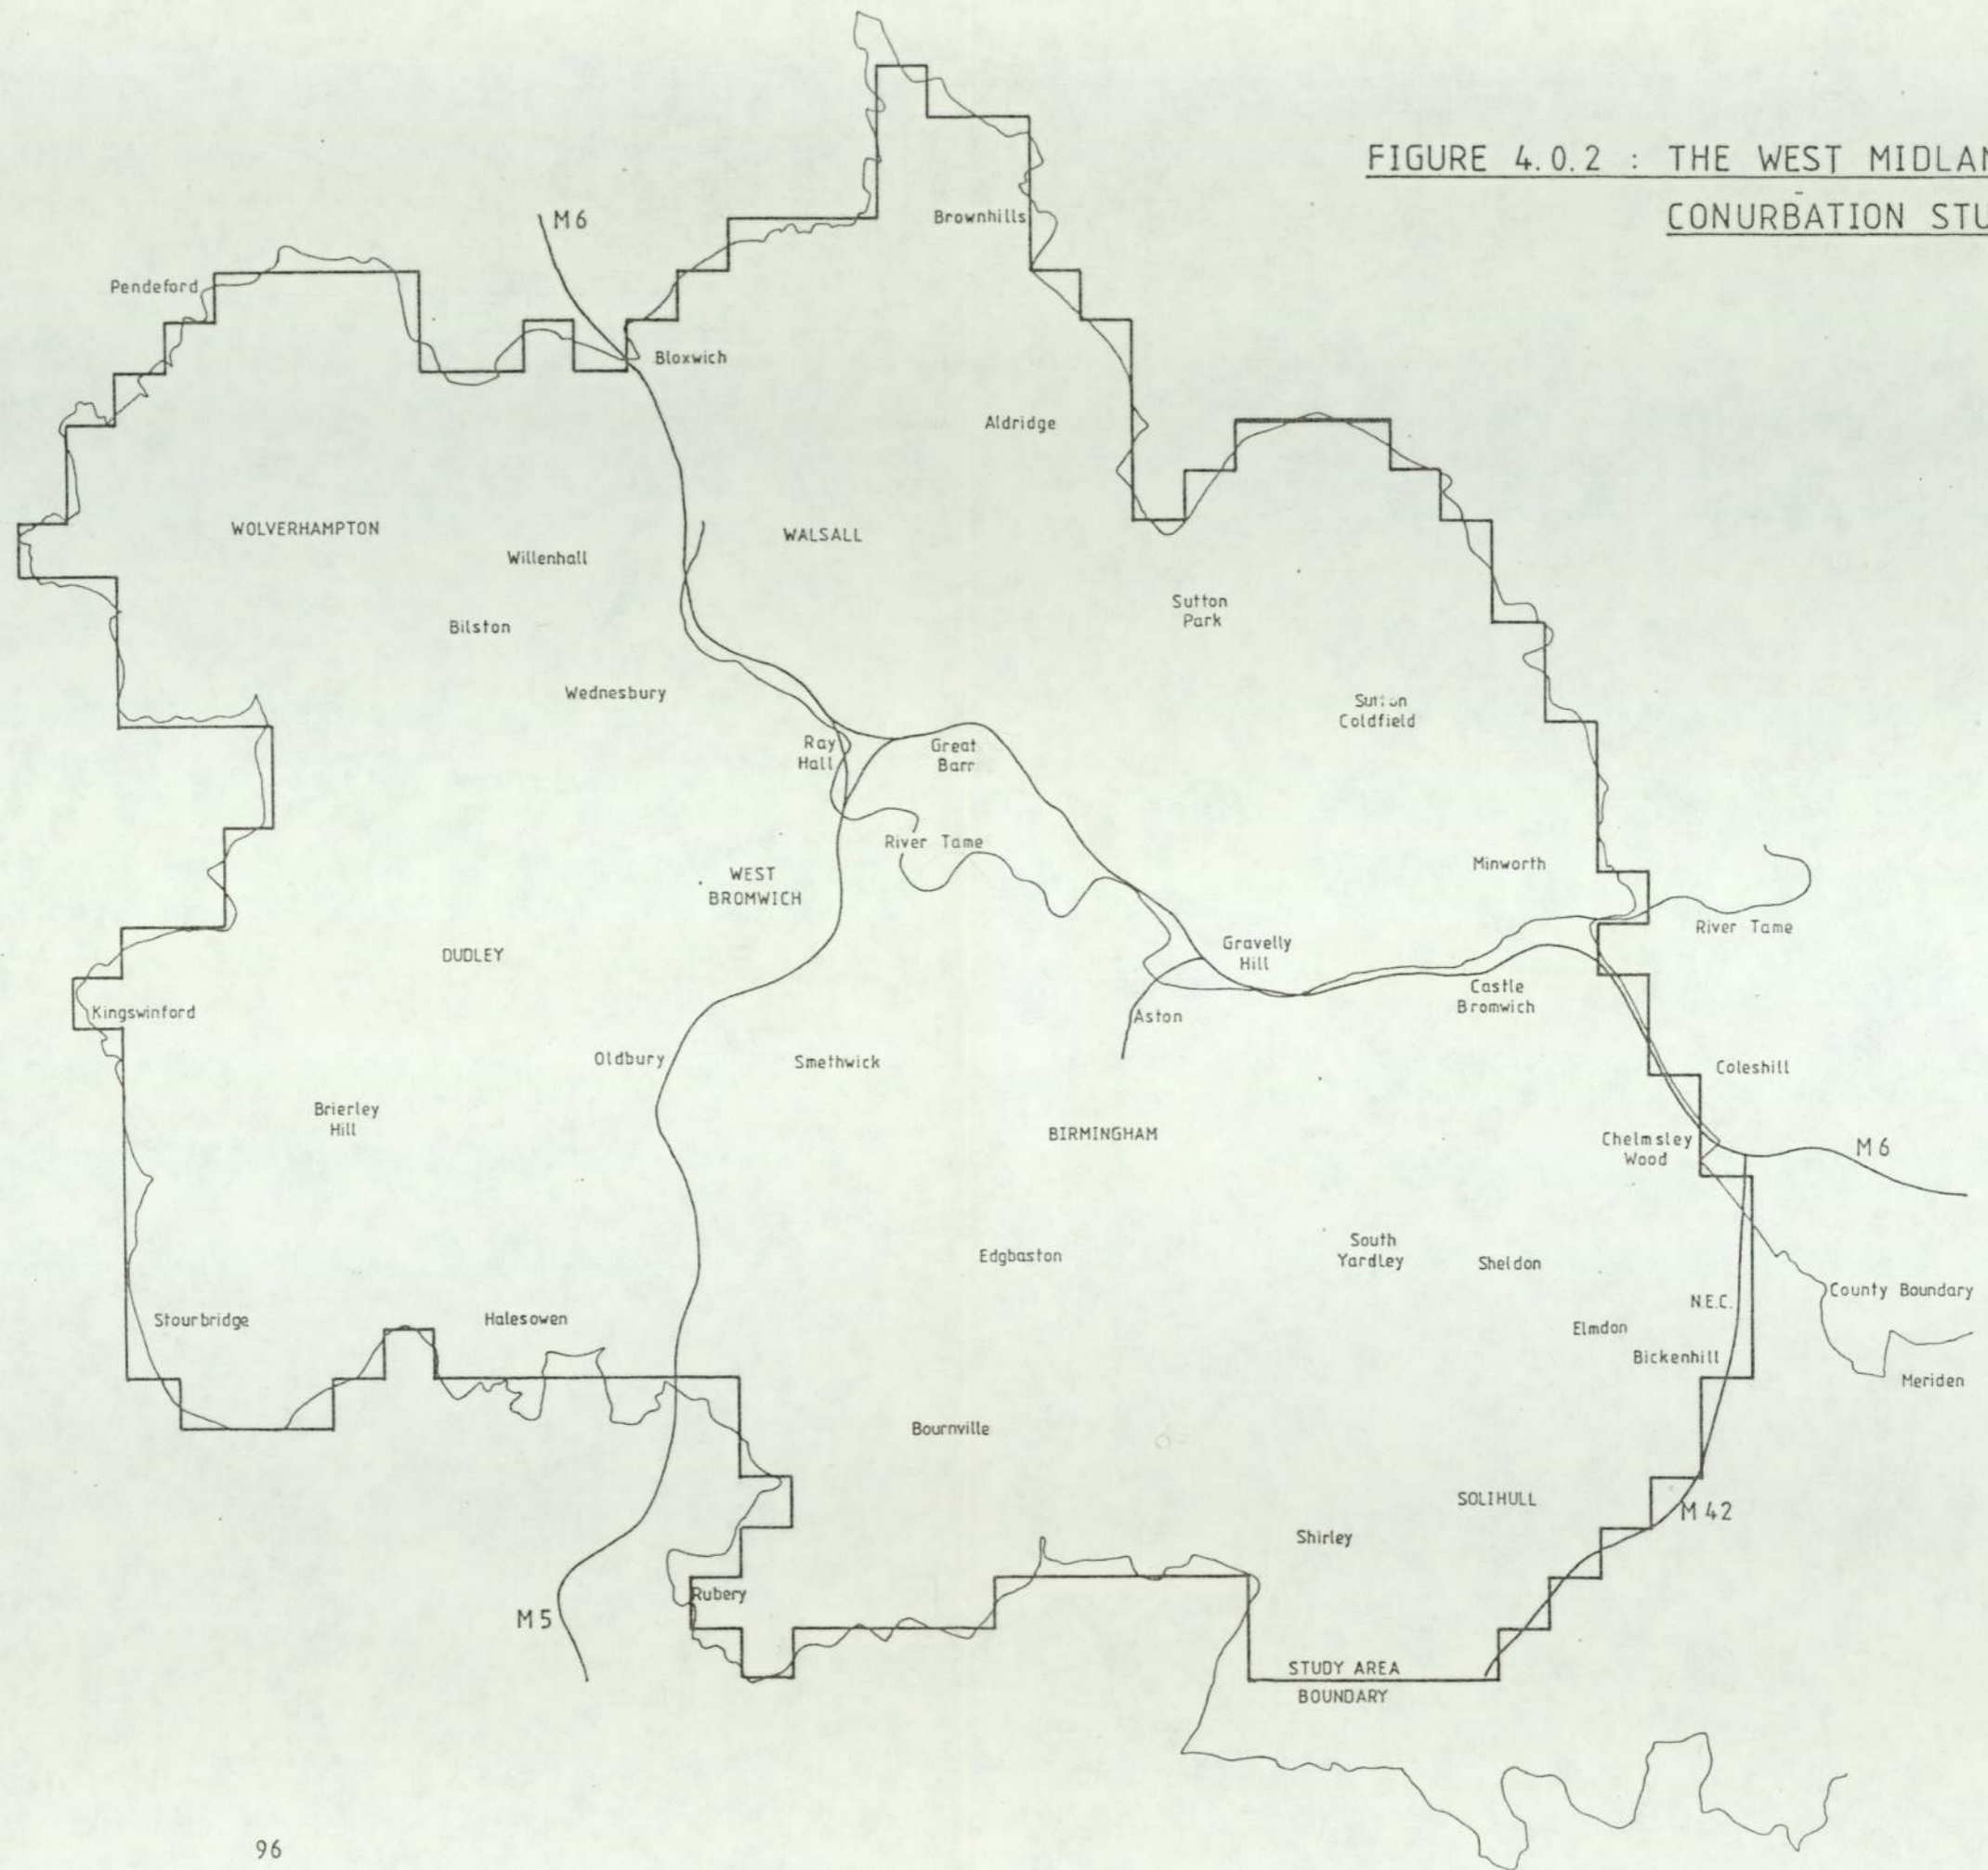 FIGURE 4.0.2 : THE WEST MIDLAN
CONURBATION STU
M6
Brownhills
Pendeford
Bloxwich
Aldridge
WOLVERHAMPTON
WALSALL
Willenhall
Sutton
Park
Bilston
Wednesbury
Sutton
Coldfield
Ray
Hall
Great
Barr
River Tame
Minworth
WEST
BROMWICH
River Tame
Gravelly
Hill
DUDLEY
Castle
Bromwich
Kingswinford
Aston
Oldbury
Smethwick
Coleshill
Brierley
Hill
BIRMINGHAM
Chelmsley
Wood
M6
South
Yardley
Edgbaston
Sheldon
County Boundary
N.E.C.
Stourbridge
Halesowen
Elmdon
Bickenhill
Meriden
Bournville
SOLIHULL
M42
Shirley
Rubery
M5
STUDY AREA
BOUNDARY
96